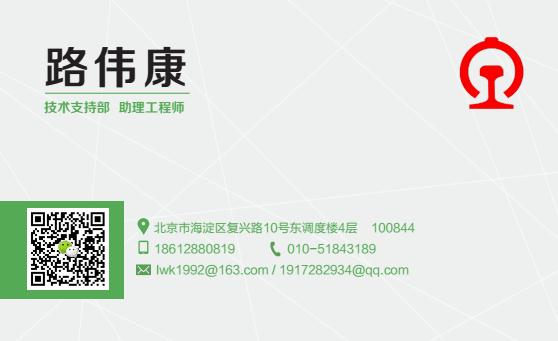 路伟康
技术支持部 助理工程师
北京市海淀区复兴路10号东调度楼4层 100844
18612880819 010-51843189
lwk1992@163.com / 1917282934@qq.com